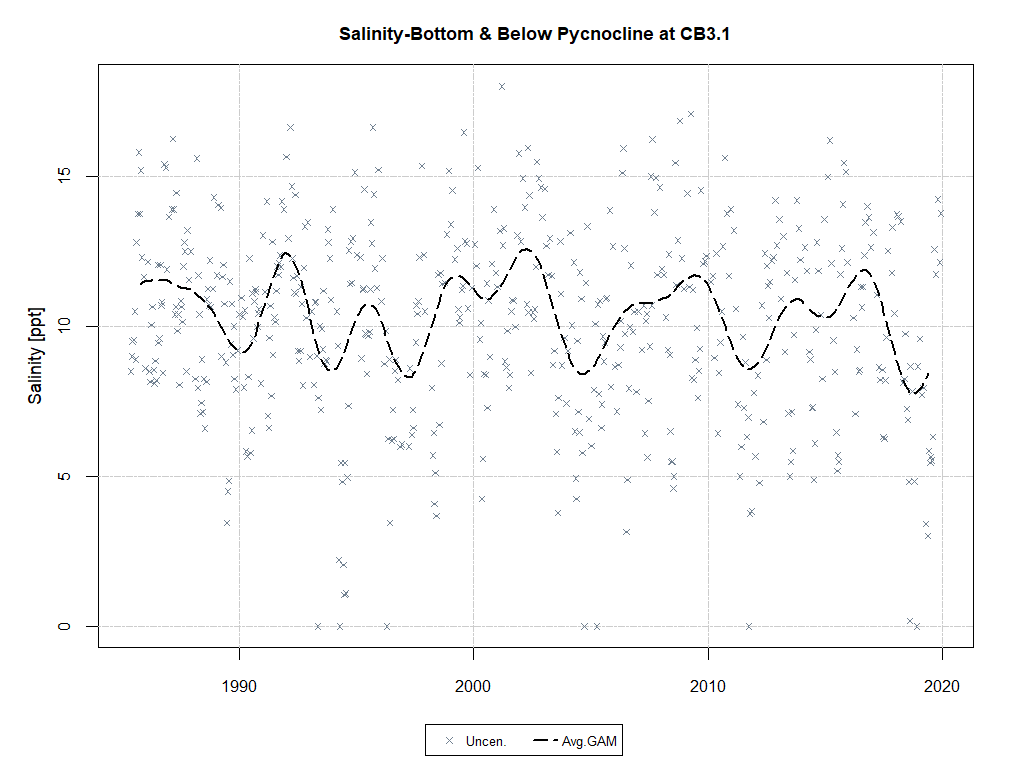 Salinity-Bottom & Below Pycnocline at CB3.1
Salinity [ppt]
15
10
5
0
1990 2000 2010 2020
Uncen. Avg.GAM